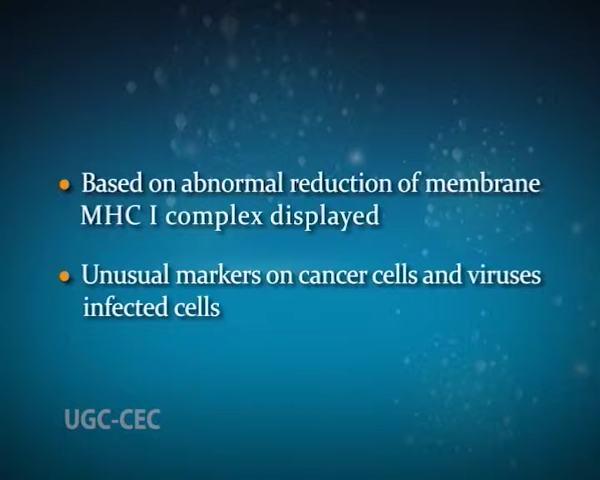 • Based on abnormal reduction of membrane
MHC I complex displayed
• Unusual markers on cancer cells and viruses
infected cells
UGC-CEC